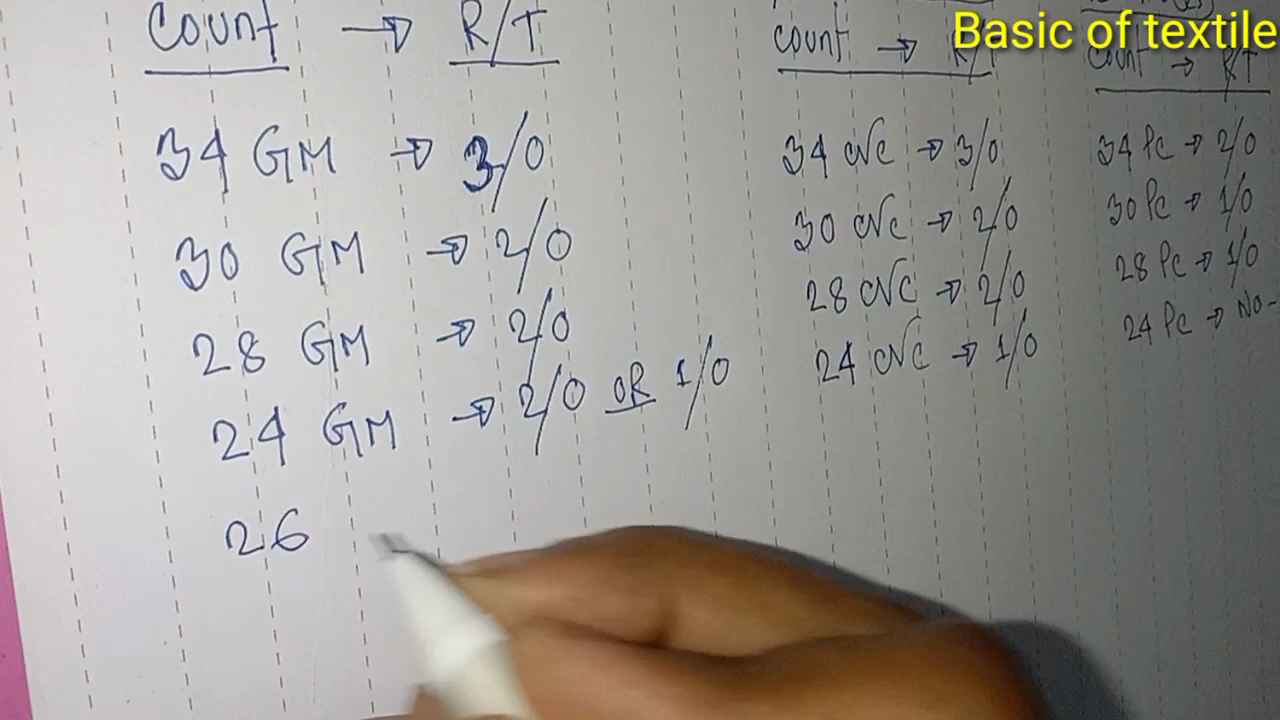 Basic of textile
Count → R/T
34 GM → 3/0
30 GM → 2/0
28 GM → 2/0
24 GM → 2/0 OR 1/0
26
count → R/T
34 CVC → 3/0
30 CVC → 2/0
28 CVC → 2/0
24 CVC → 1/0
Count → R/T
34 PC → 2/0
30 PC → 1/0
28 PC → 1/0
24 PC → NO-